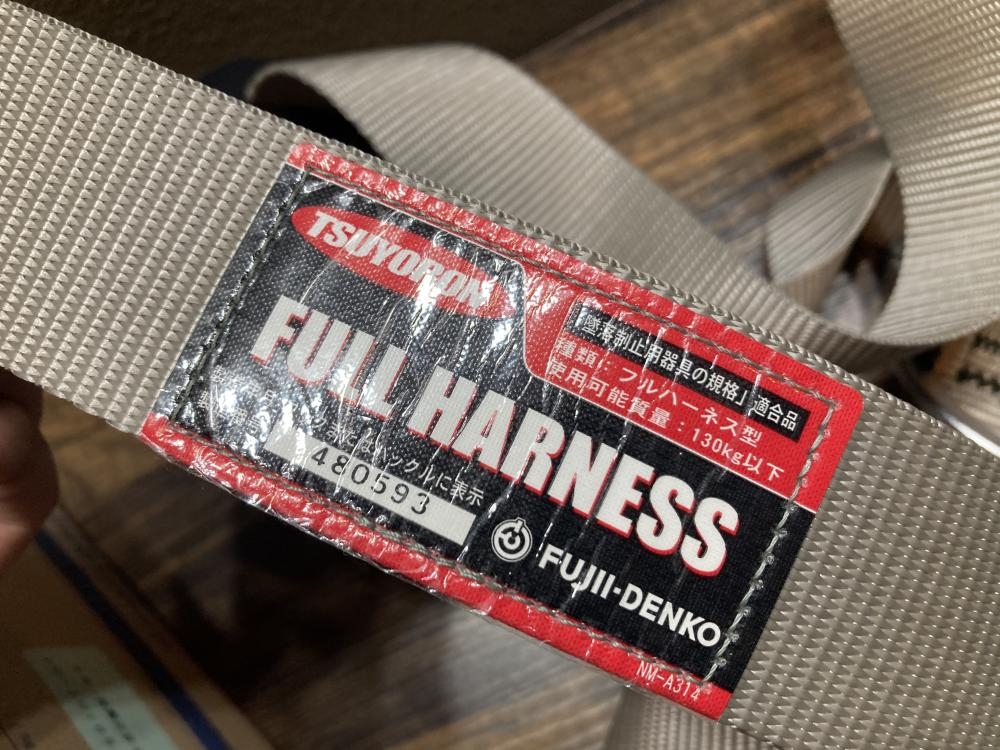 TSUYORON
FULL HARNESS
「墜落制止用器具の規格」適合品
種類：フルハーネス型
使用可能質量：130kg以下
バックルに表示
480593
FUJII-DENKO
NM-A314